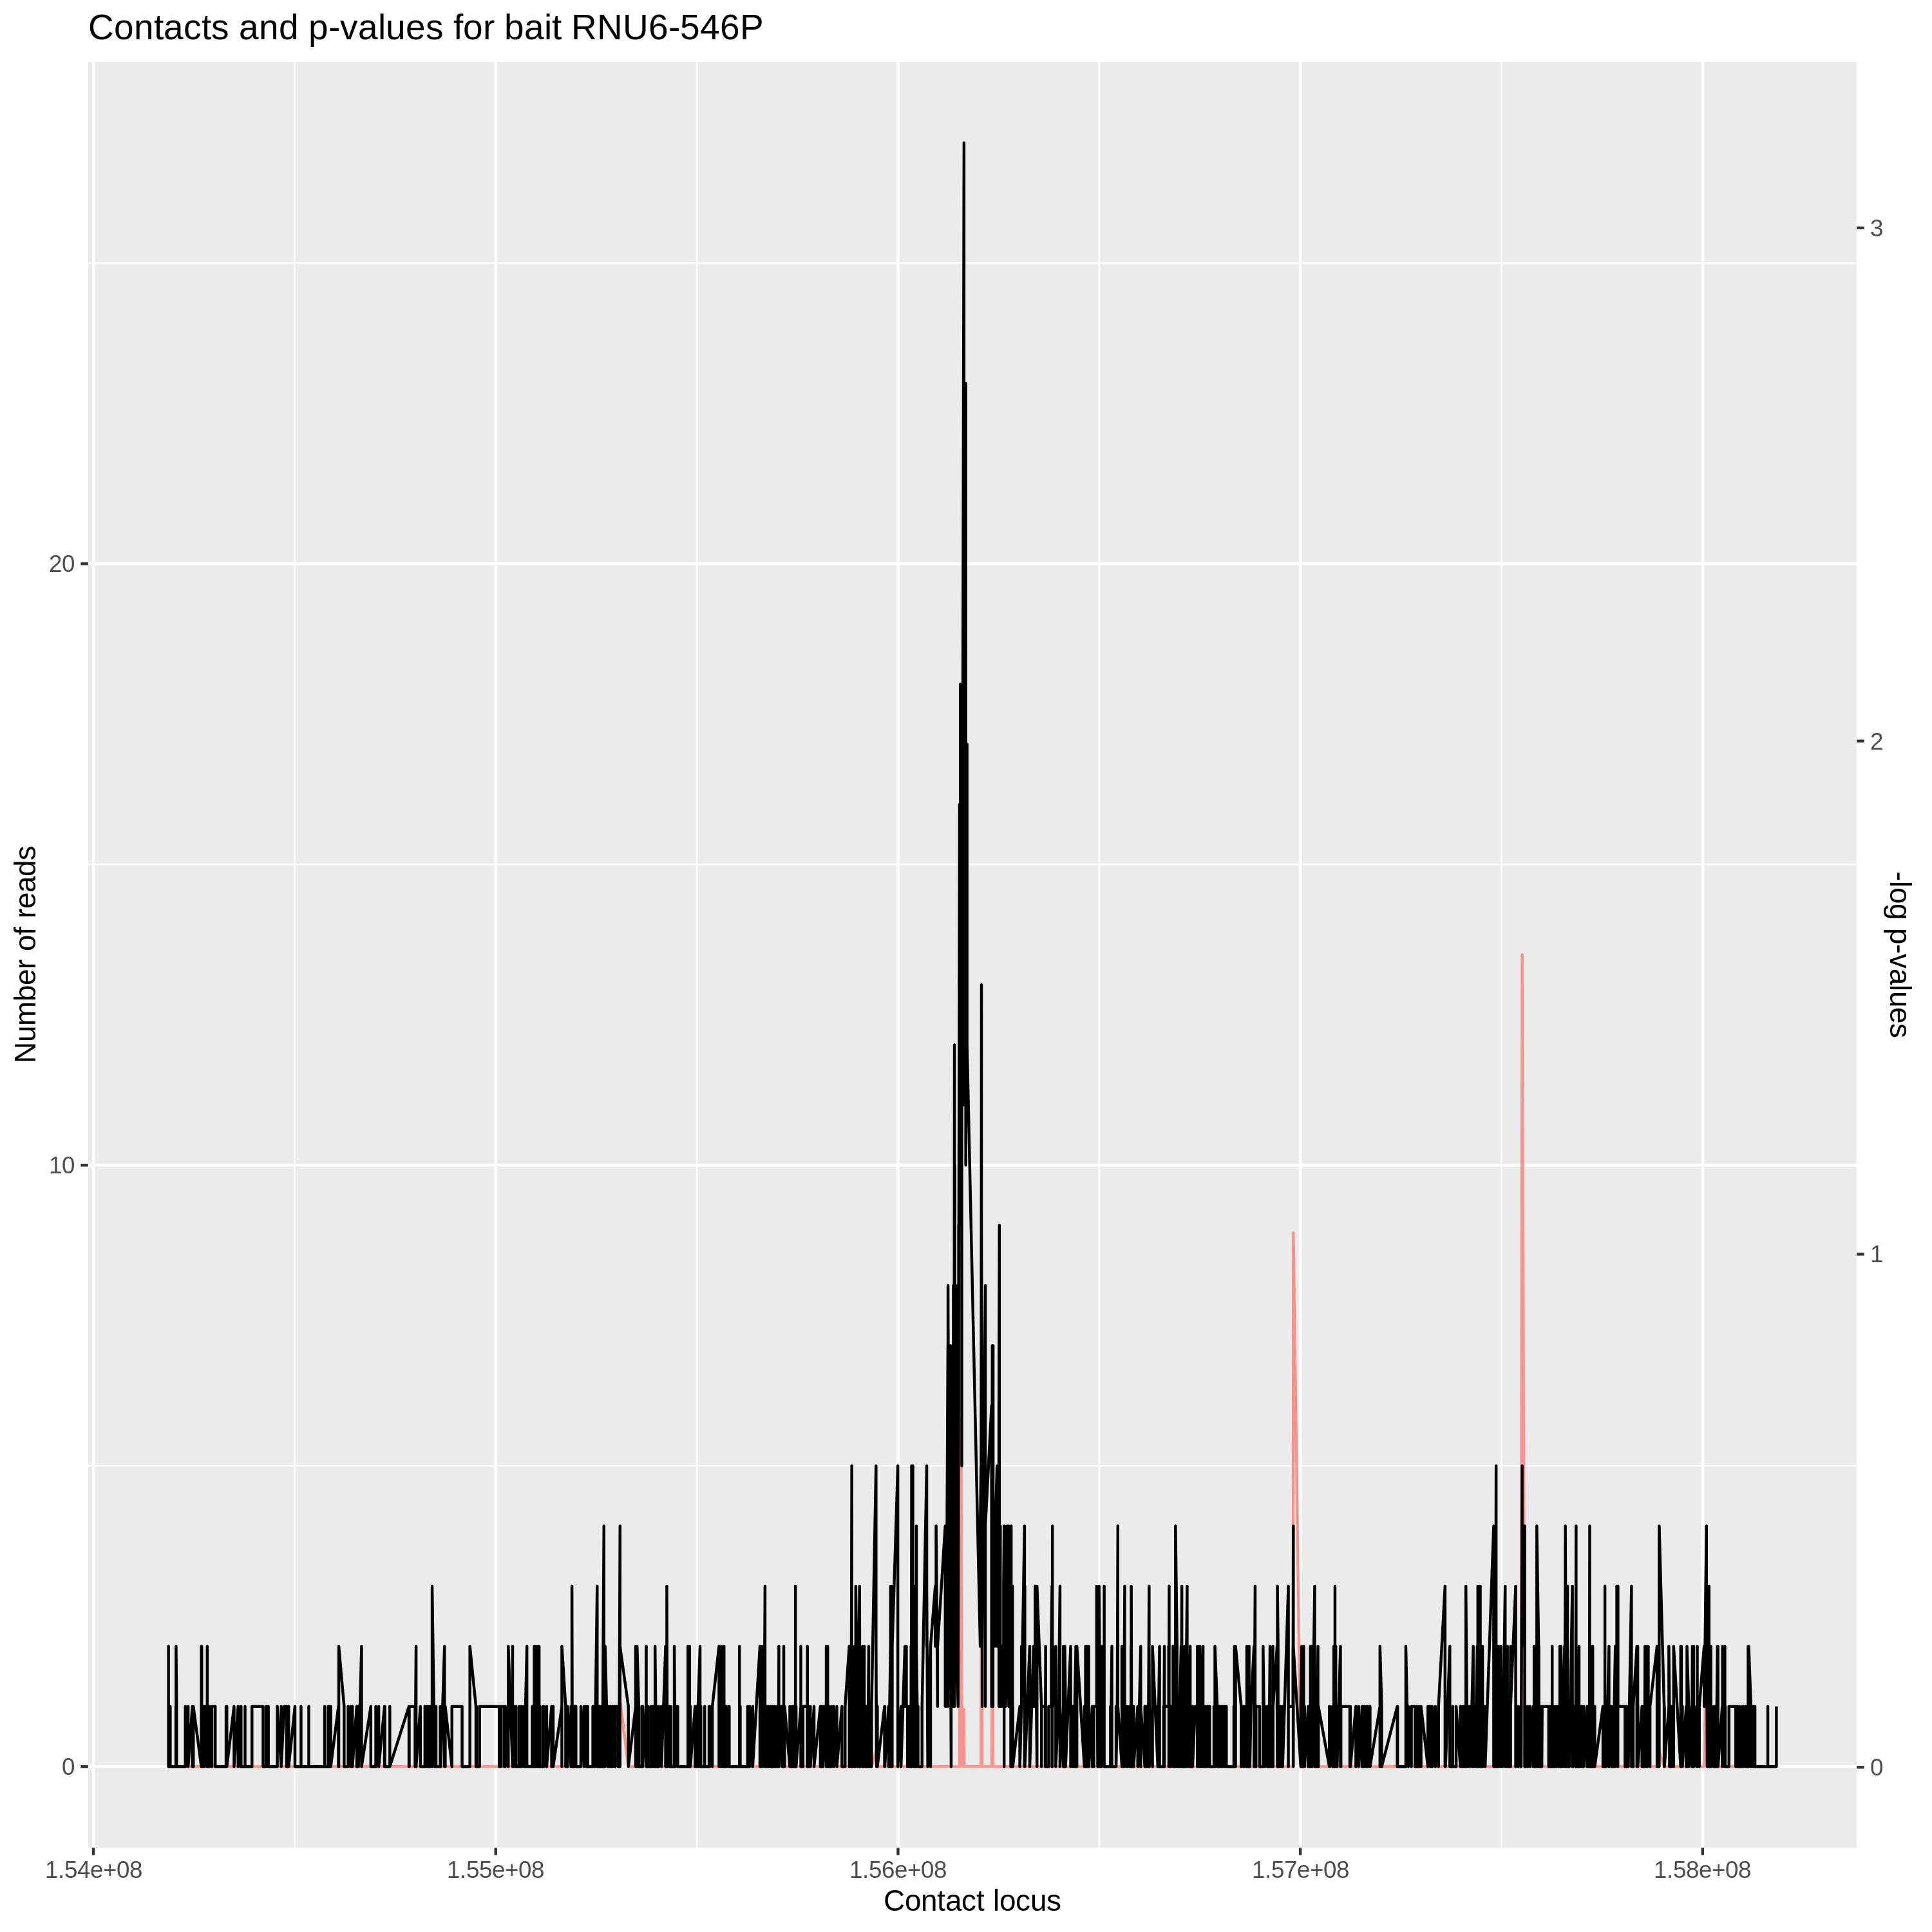 Contacts and p-values for bait RNU6-546P
Number of reads
20
10
0
3
2
1
0
-log p-values
1.54e+08
1.55e+08
1.56e+08
1.57e+08
1.58e+08
Contact locus